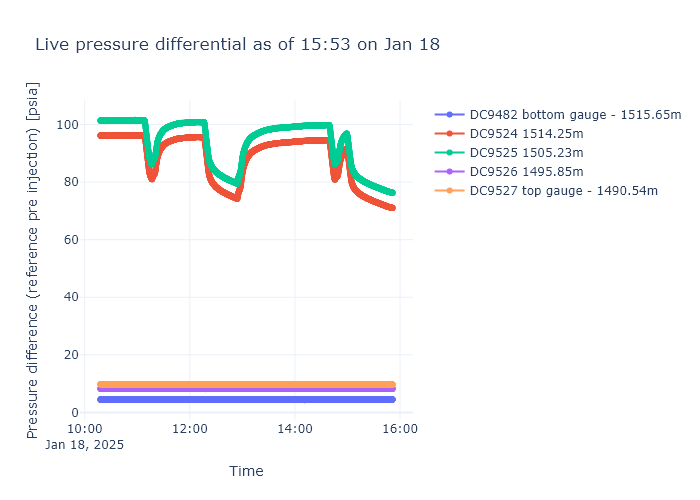 Live pressure differential as of 15:53 on Jan 18
Pressure difference (reference pre injection) [psia]
100
80
60
40
20
0
10:00
12:00
14:00
16:00
Jan 18, 2025
Time
DC9482 bottom gauge - 1515.65m
DC9524 1514.25m
DC9525 1505.23m
DC9526 1495.85m
DC9527 top gauge - 1490.54m